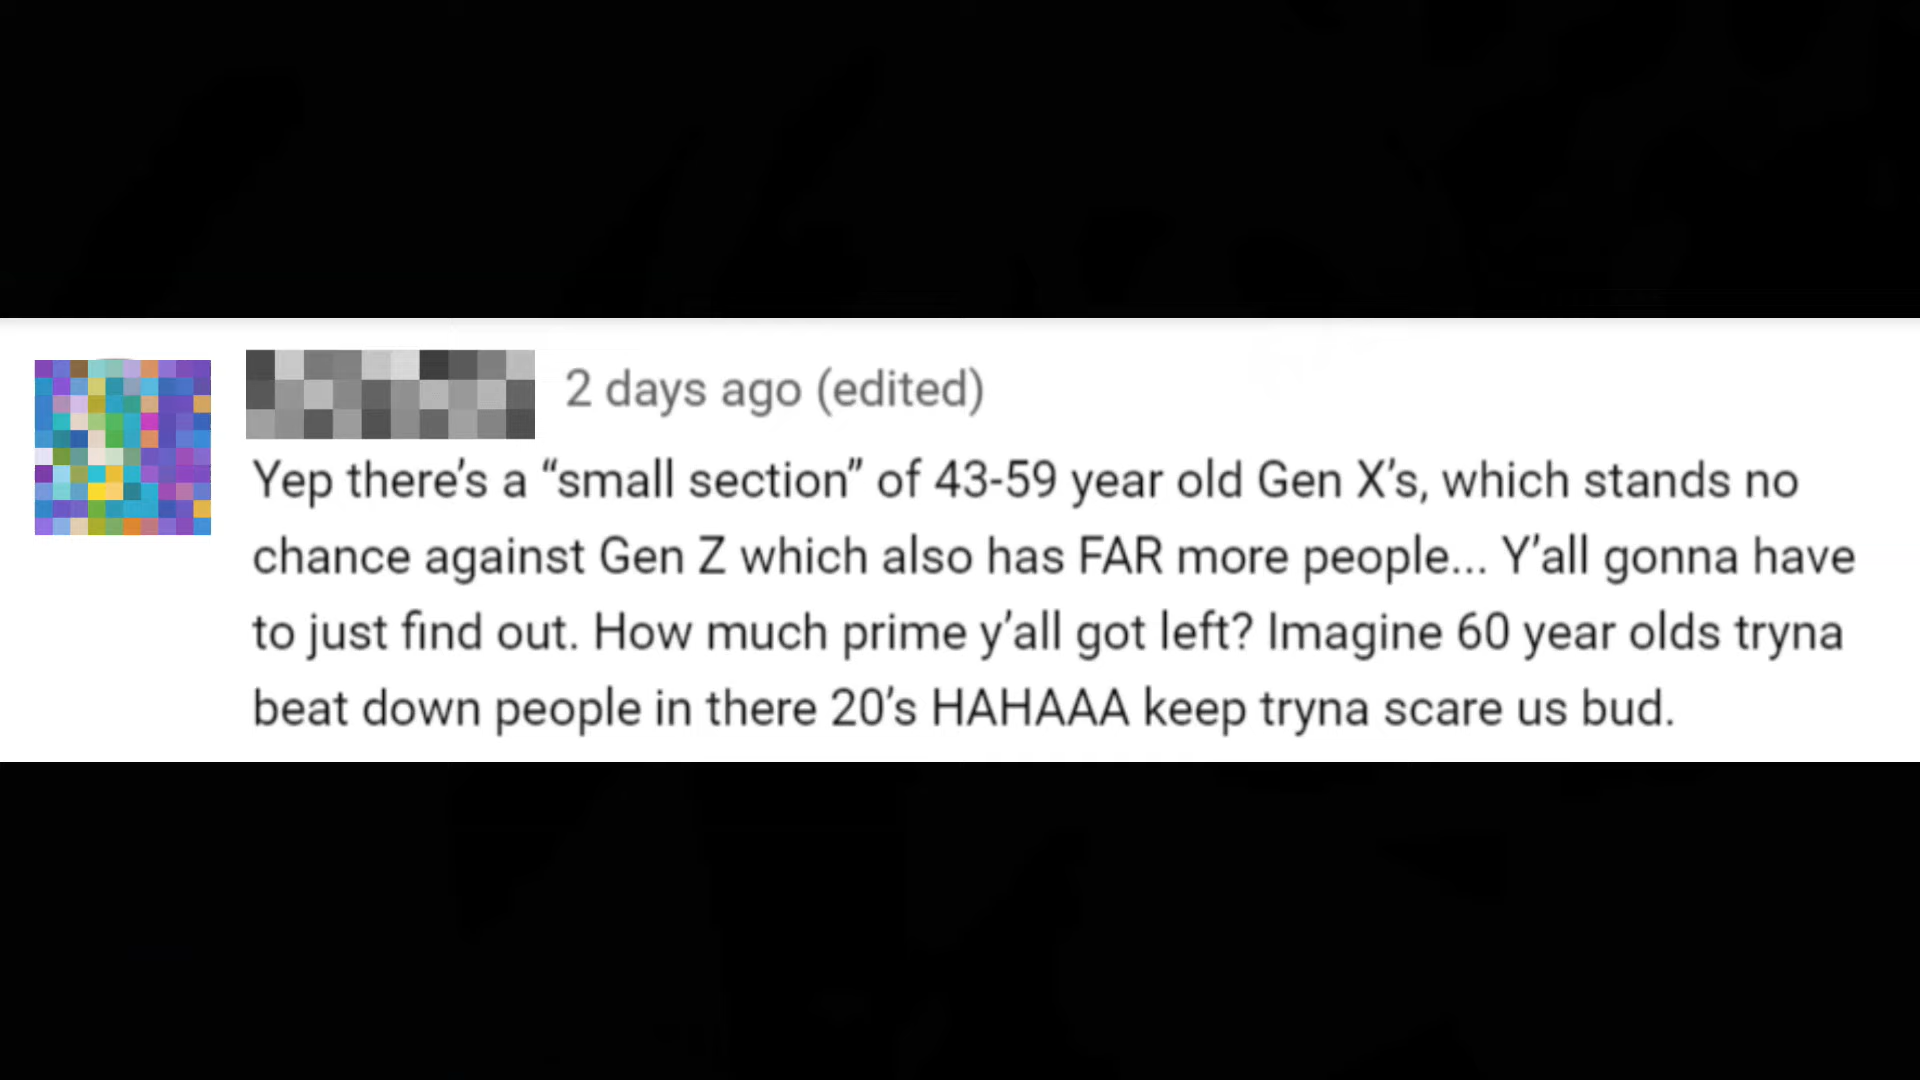 2 days ago (edited)
Yep there’s a “small section” of 43-59 year old Gen X’s, which stands no
chance against Gen Z which also has FAR more people... Y’all gonna have
to just find out. How much prime y’all got left? Imagine 60 year olds tryna
beat down people in there 20’s HAHAAA keep tryna scare us bud.